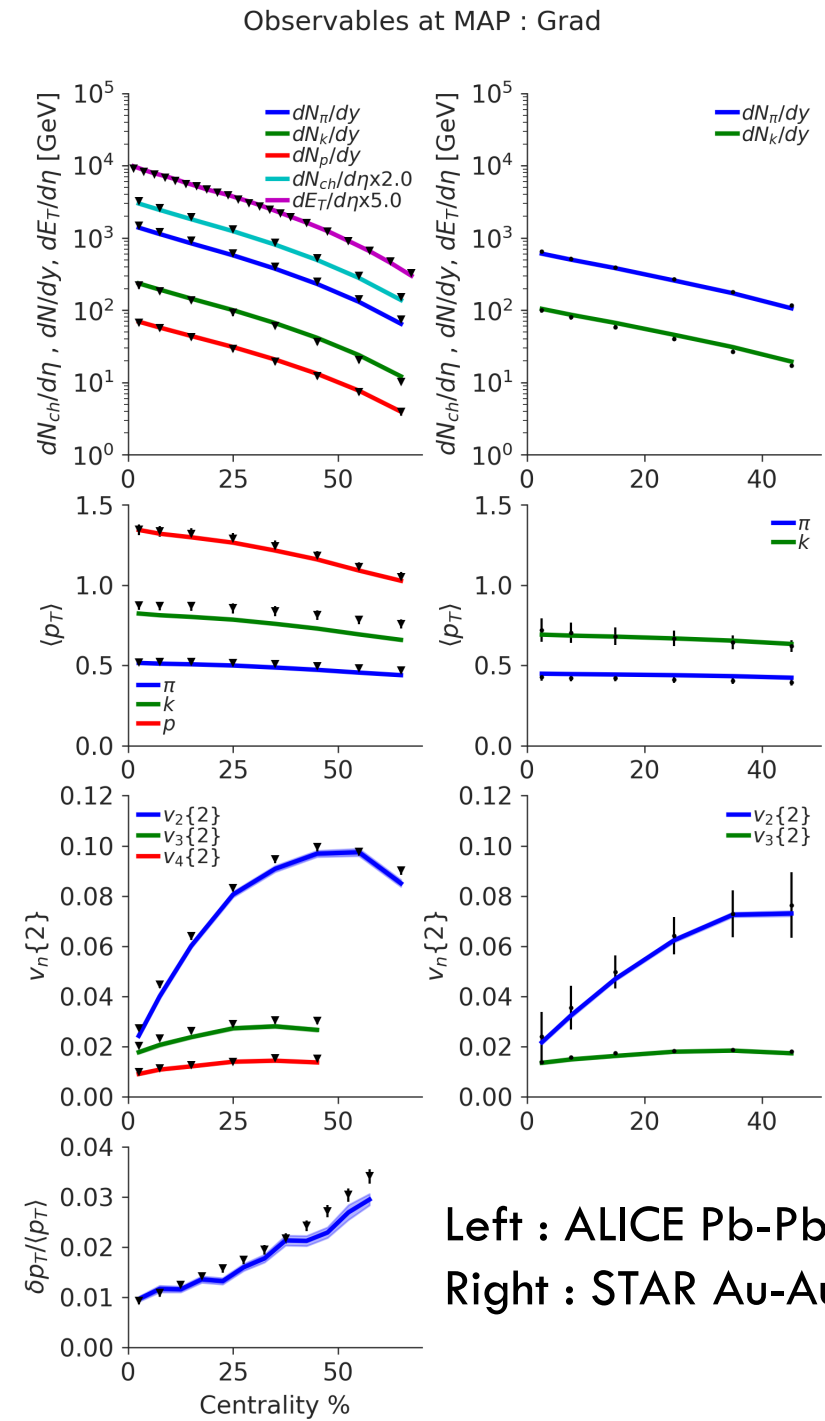 Observables at MAP : Grad
dN_ch/dη , dN/dy, dE_T/dη [GeV]
10^5
10^4
10^3
10^2
10^1
10^0
dN_π/dy
dN_k/dy
dN_p/dy
dN_ch/dηx2.0
dE_T/dηx5.0
0 25 50
dN_ch/dη , dN/dy, dE_T/dη [GeV]
10^5
10^4
10^3
10^2
10^1
10^0
dN_π/dy
dN_k/dy
0 20 40
⟨p_T⟩
1.5
1.0
0.5
0.0
π
k
p
0 25 50
⟨p_T⟩
1.5
1.0
0.5
0.0
π
k
0 20 40
v_n{2}
0.12
0.10
0.08
0.06
0.04
0.02
0.00
v_2{2}
v_3{2}
v_4{2}
0 25 50
v_n{2}
0.12
0.10
0.08
0.06
0.04
0.02
0.00
v_2{2}
v_3{2}
0 20 40
δp_T/⟨p_T⟩
0.04
0.03
0.02
0.01
0.00
0 25 50
Centrality %
Left : ALICE Pb-Pb
Right : STAR Au-Au